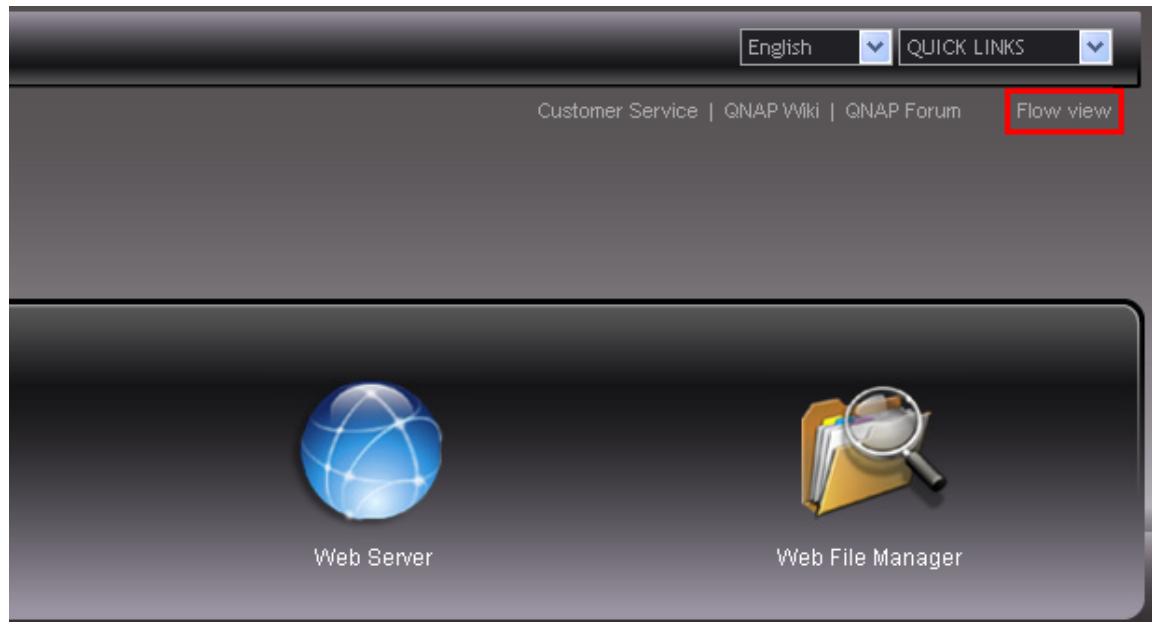 English QUICK LINKS
Customer Service | QNAP Wiki | QNAP Forum Flow view
Web Server Web File Manager